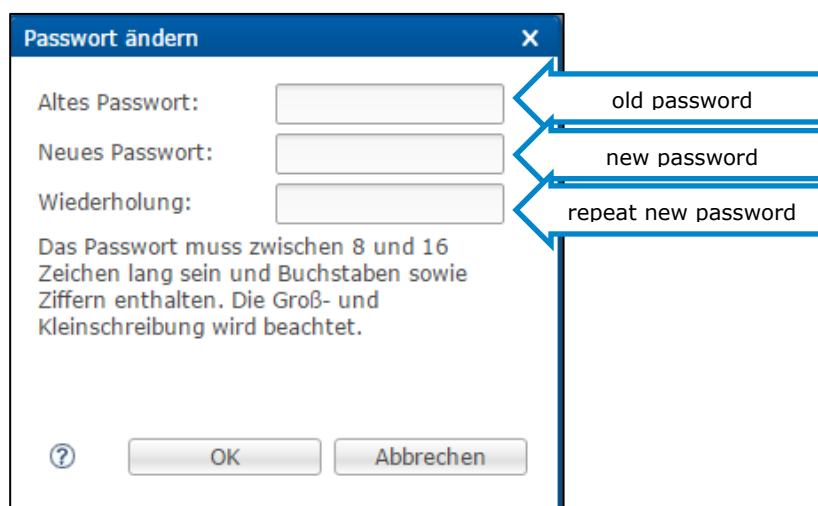 Passwort ändern X
Altes Passwort:
old password
Neues Passwort:
new password
Wiederholung:
repeat new password
Das Passwort muss zwischen 8 und 16
Zeichen lang sein und Buchstaben sowie
Ziffern enthalten. Die Groß- und
Kleinschreibung wird beachtet.
? OK Abbrechen